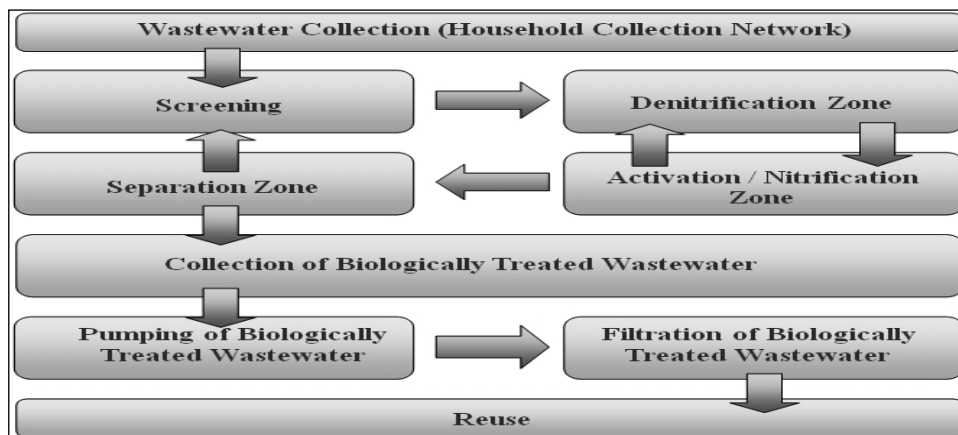 Wastewater Collection (Household Collection Network)
Screening
Denitrification Zone
Separation Zone
Activation / Nitrification
Zone
Collection of Biologically Treated Wastewater
Pumping of Biologically
Treated Wastewater
Filtration of Biologically
Treated Wastewater
Reuse